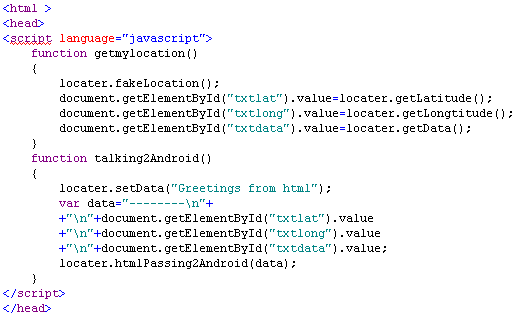 <html >
<head>
<script language="javascript">
    function getmylocation()
    {
        locater.fakeLocation();
        document.getElementById("txtlat").value=locater.getLatitude();
        document.getElementById("txtlong").value=locater.getLongtitude();
        document.getElementById("txtdata").value=locater.getData();
    }
    function talking2Android()
    {
        locater.setData("Greetings from html");
        var data="--------\n"+
        +"\n"+document.getElementById("txtlat").value
        +"\n"+document.getElementById("txtlong").value
        +"\n"+document.getElementById("txtdata").value;
        locater.htmlPassing2Android(data);
    }
</script>
</head>